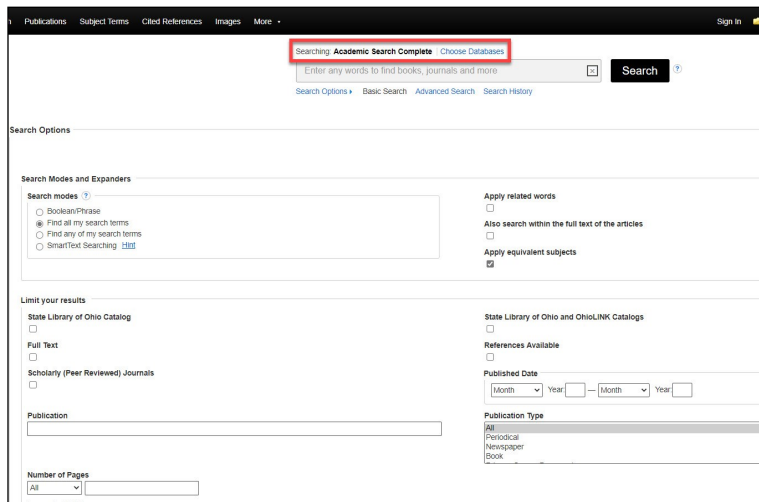 Publications Subject Terms Cited References Images More Sign In
Searching: Academic Search Complete Choose Databases
Enter any words to find books, journals and more Search
Search Options Basic Search Advanced Search Search History
Search Options
Search Modes and Expanders
Search modes
Boolean/Phrase
Find all my search terms
Find any of my search terms
SmartText Searching Hint
Apply related words
Also search within the full text of the articles
Apply equivalent subjects
Limit your results
State Library of Ohio Catalog
Full Text
Scholarly (Peer Reviewed) Journals
Publication
Number of Pages
All
State Library of Ohio and OhioLINK Catalogs
References Available
Published Date
Month Year: — Month Year:
Publication Type
All
Periodical
Newspaper
Book